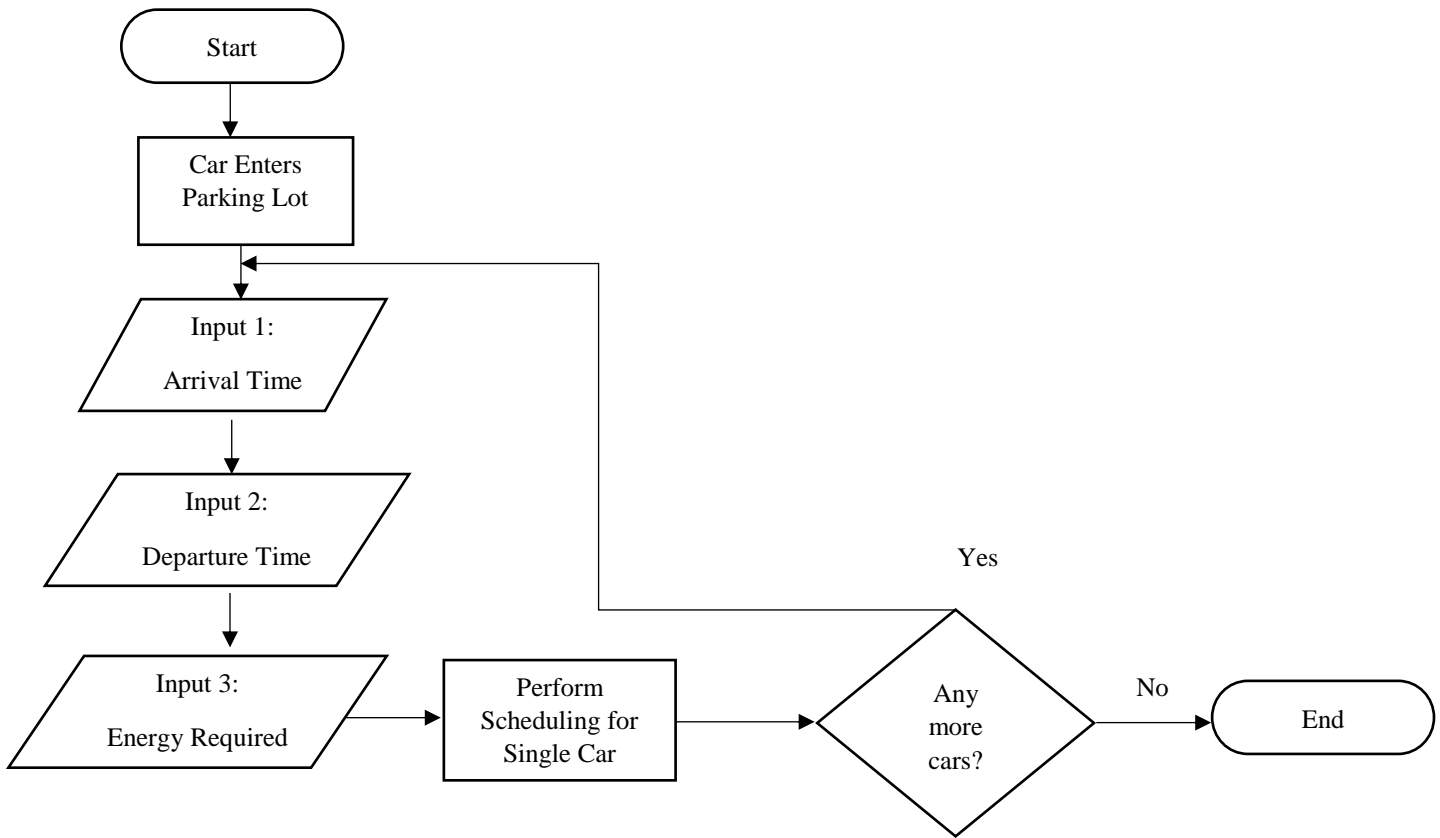 Start
Car Enters
Parking Lot
Input 1:
Arrival Time
Input 2:
Departure Time
Input 3:
Energy Required
Perform
Scheduling for
Single Car
Any
more
cars?
Yes
No
End